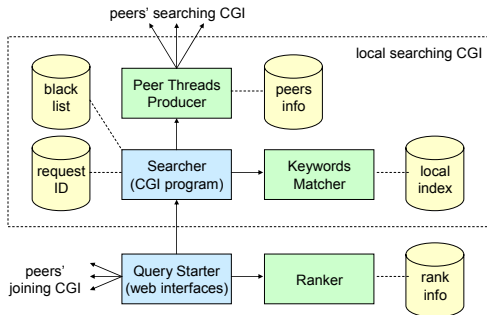 peers' searching CGI
local searching CGI
black
list
Peer Threads
Producer
peers
info
request
ID
Searcher
(CGI program)
Keywords
Matcher
local
index
peers'
joining CGI
Query Starter
(web interfaces)
Ranker
rank
info